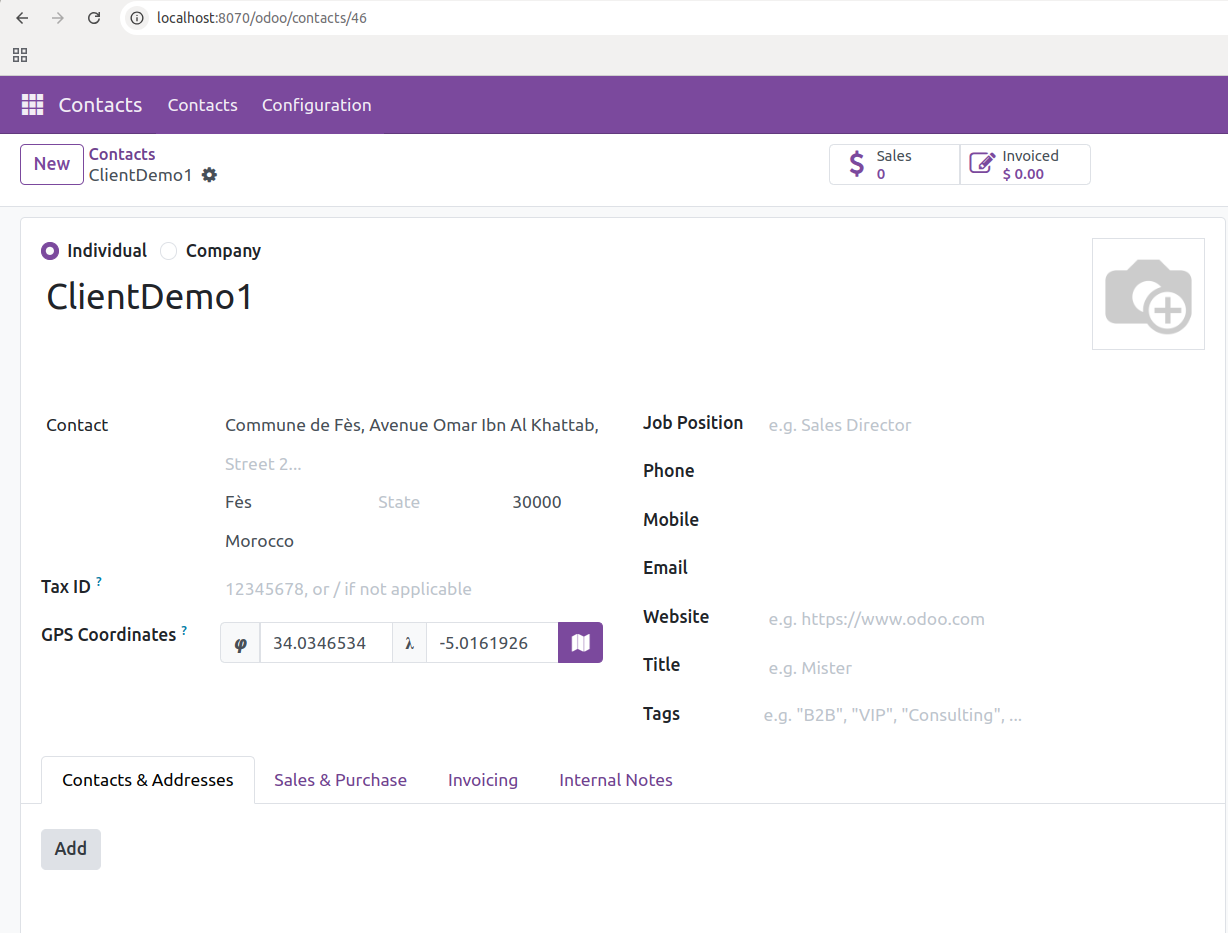 localhost:8070/odoo/contacts/46
Contacts Contacts Configuration
New
Contacts
ClientDemo1
Sales
0
Invoiced
$ 0.00
Individual Company
ClientDemo1
Contact
Commune de Fès, Avenue Omar Ibn Al Khattab,
Street 2...
Fès State 30000
Morocco
Tax ID ?
12345678, or / if not applicable
GPS Coordinates ?
φ 34.0346534 λ -5.0161926
Job Position e.g. Sales Director
Phone
Mobile
Email
Website e.g. https://www.odoo.com
Title e.g. Mister
Tags e.g. "B2B", "VIP", "Consulting", ...
Contacts & Addresses Sales & Purchase Invoicing Internal Notes
Add